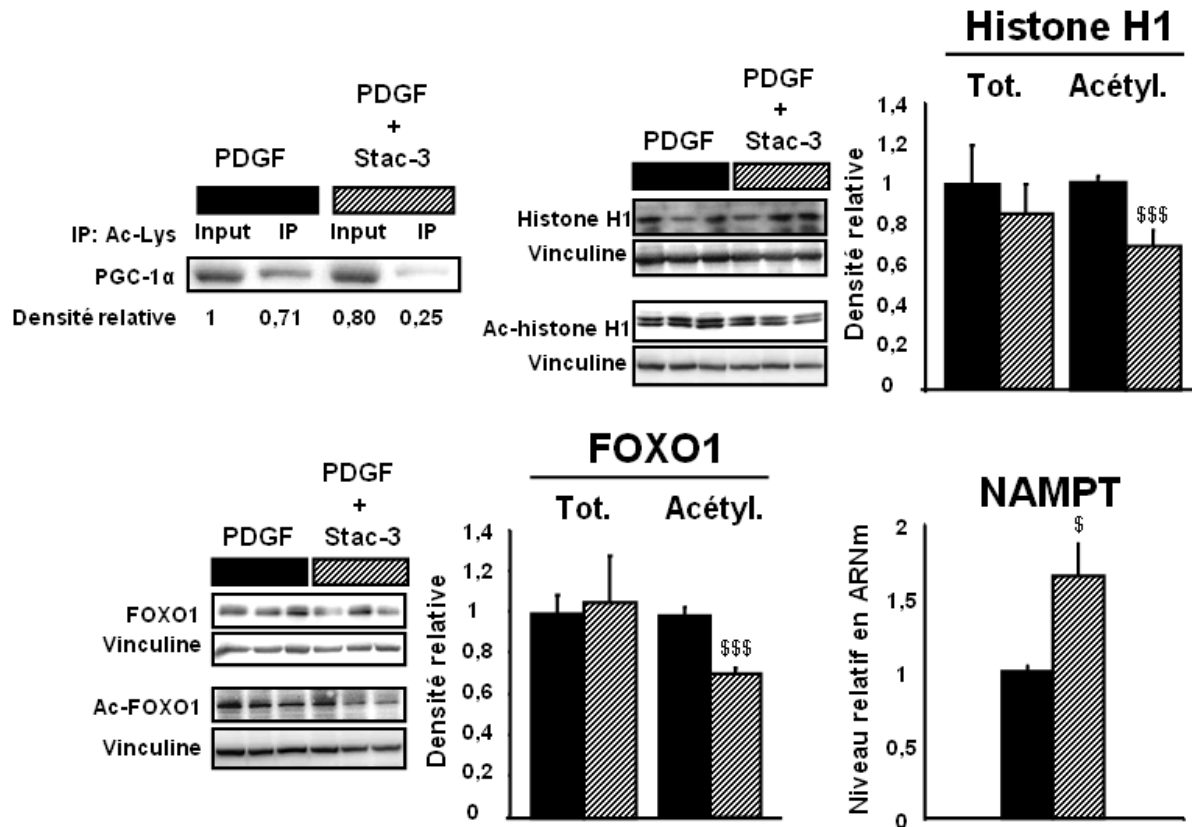 PDGF
PDGF
+
Stac-3
IP: Ac-Lys
Input IP Input IP
PGC-1α
Densité relative 1 0,71 0,80 0,25
PDGF
PDGF
+
Stac-3
Histone H1
Vinculine
Ac-histone H1
Vinculine
Histone H1
Tot. Acétyl.
Densité relative
1,4
1,2
1
0,8
0,6
0,4
0,2
0
$$$
PDGF
PDGF
+
Stac-3
FOXO1
Vinculine
Ac-FOXO1
Vinculine
FOXO1
Tot. Acétyl.
Densité relative
1,4
1,2
1
0,8
0,6
0,4
0,2
0
$$$
NAMPT
Niveau relatif en ARNm
2
1,5
1
0,5
0
$